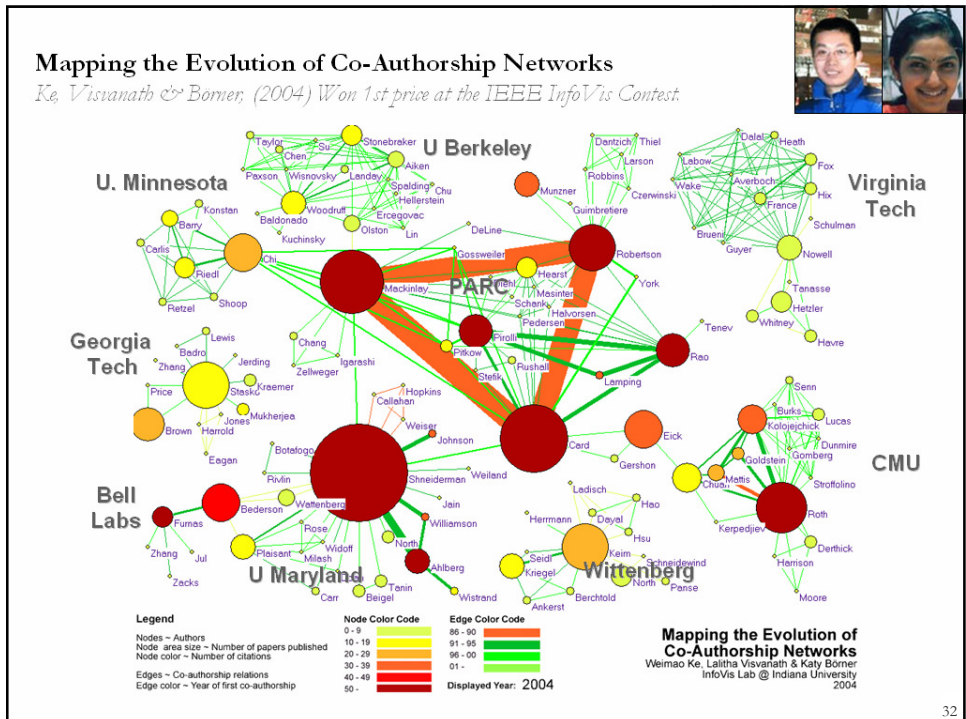 Mapping the Evolution of Co-Authorship Networks
Ke, Visvanath & Borner, (2004) Won 1st price at the IEEE InfoVis Contest.
U Berkeley
Taylor
Su
Stonebraker
Chen
Aiken
Paxson
Wisnovsky
Landay
Spalding
Chu
Hellerstein
Woodruff
Ercegovac
Baldonado
Olston
Lin
Kuchinsky
U. Minnesota
Konstan
Barry
Carlis
Chi
Riedl
Retzel
Shoop
Dantzich
Thiel
Larson
Robbins
Munzner
Czerwinski
Guimbretiere
DeLine
Gossweiler
Robertson
Mackinlay
PARC
Diehl
Hearst
York
Masinter
Schank
Halvorsen
Pedersen
Pirolli
Pitkow
Rushall
Stefik
Tenev
Rao
Lamping
Virginia
Tech
Dalal
Heath
Labow
Fox
Wake
Averboch
Hix
France
Schulman
Bruen
Guyer
Nowell
Tanasse
Hetzler
Whitney
Havre
Georgia
Tech
Lewis
Badro
Zhang
Jerding
Price
Stasko
Kraemer
Jones
Mukherjea
Brown
Harrold
Eagan
Chang
Igarashi
Zellweger
Hopkins
Callahan
Weiser
Johnson
Card
Eick
Gershon
Botafogo
Rivlin
Shneiderman
Weiland
Wattenberg
Jain
Williamson
Bell
Labs
Bederson
Furnas
Zhang
Jul
Zacks
Plaisant
Rose
Widoff
Milash
North
U Maryland
Ahlberg
Tanin
Carr
Beigel
Wistrand
CMU
Senn
Burks
Lucas
Kolojejchick
Dunmire
Goldstein
Gomberg
Mattis
Stroffolino
Chuah
Roth
Kerpedjiev
Derthick
Harrison
Moore
Ladisch
Hao
Herrmann
Dayal
Hsu
Keim
Seidl
Schneidewind
Wittenberg
Kriegel
North
Panse
Berchtold
Ankerst
Legend
Nodes ~ Authors
Node area size ~ Number of papers published
Node color ~ Number of citations
Edges ~ Co-authorship relations
Edge color ~ Year of first co-authorship
Node Color Code
0 - 9
10 - 19
20 - 29
30 - 39
40 - 49
50 -
Edge Color Code
86 - 90
91 - 95
96 - 00
01 -
Displayed Year: 2004
Mapping the Evolution of
Co-Authorship Networks
Weimao Ke, Lalitha Visvanath & Katy Börner
InfoVis Lab @ Indiana University
2004
32